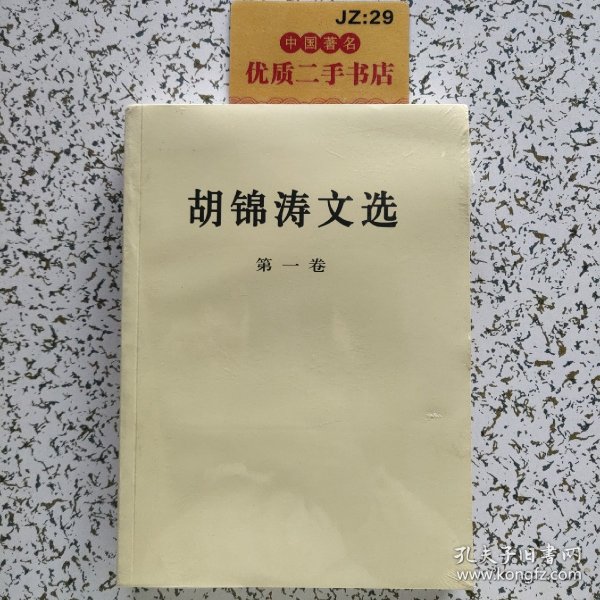 JZ:29
中国著名
优质二手书店
胡锦涛文选
第一卷
孔夫子旧书网
www.kongfz.com